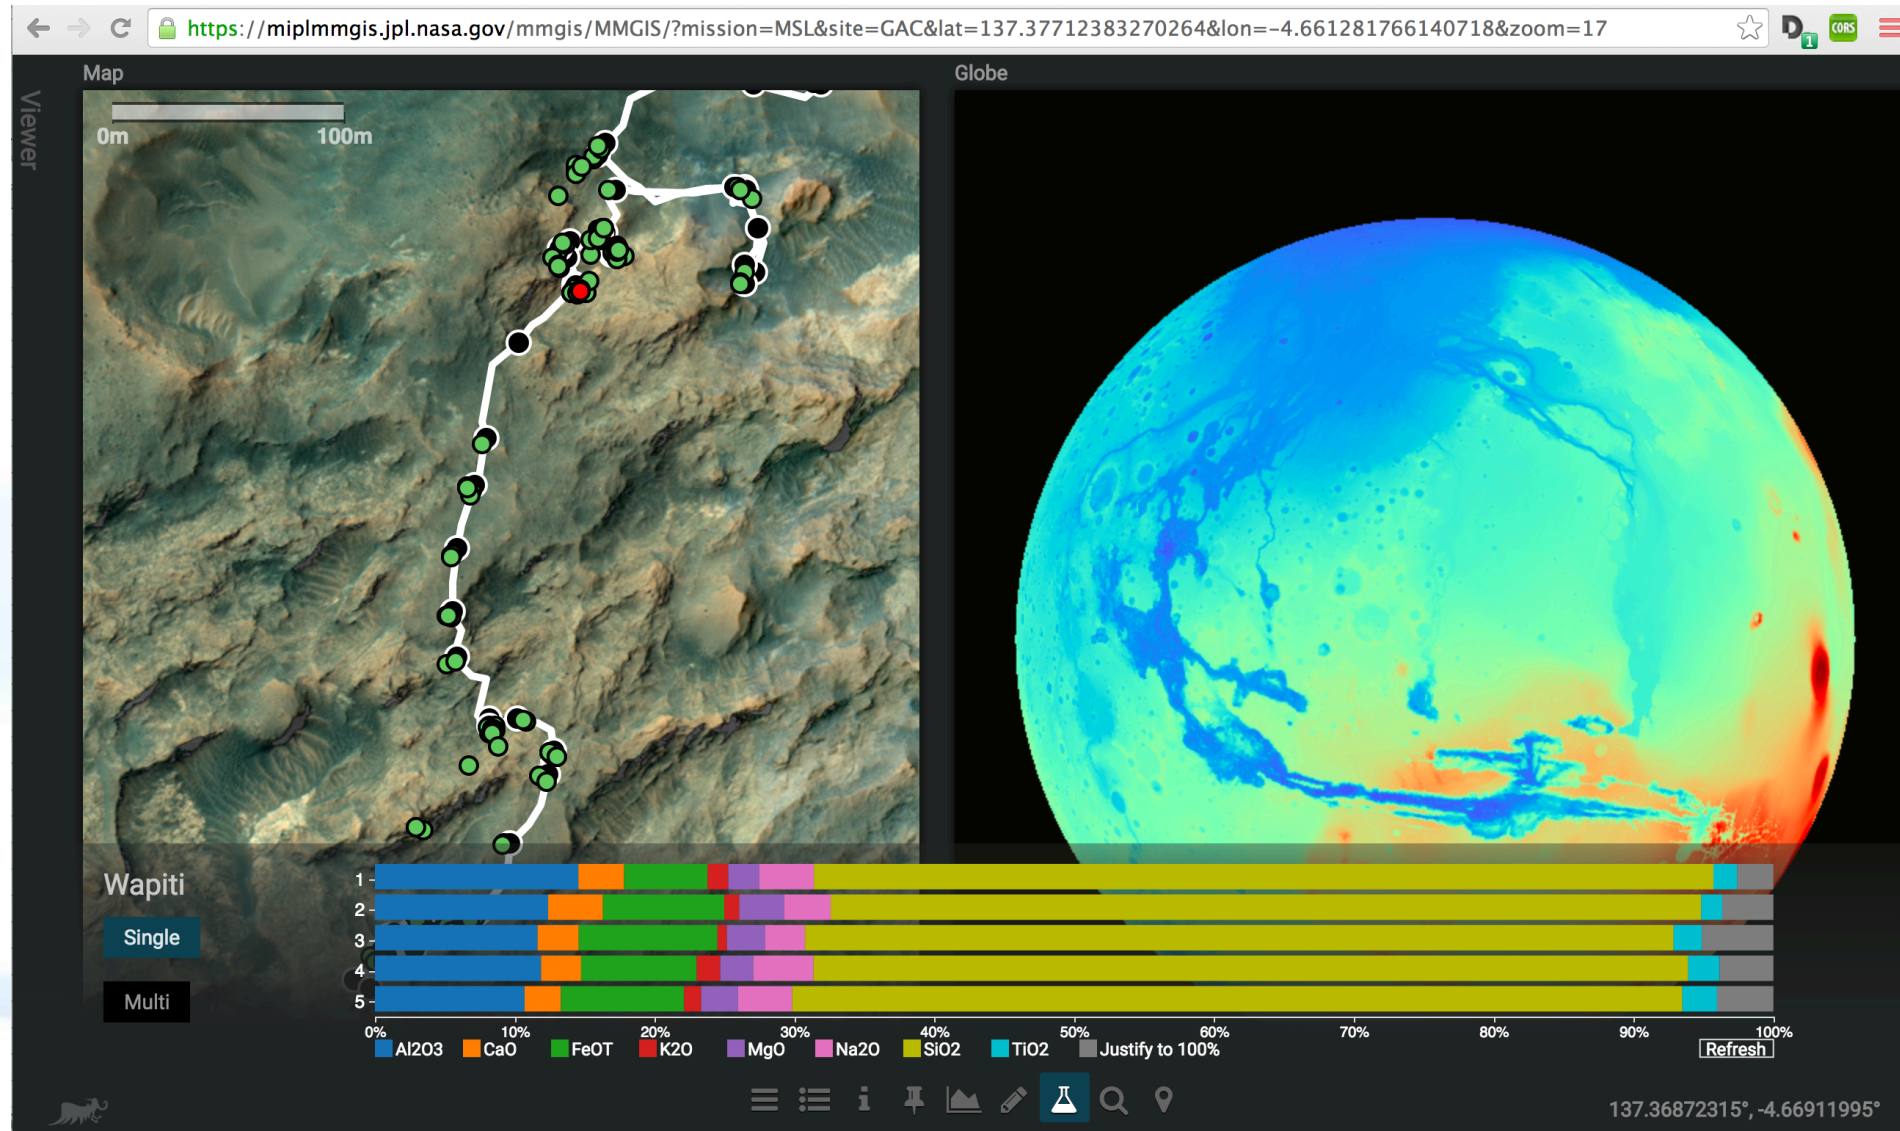 https://miplmmgis.jpl.nasa.gov/mmgis/MMGIS/?mission=MSL&site=GAC&lat=137.37712383270264&lon=-4.661281766140718&zoom=17
D
1
CORS
Viewer
Map
Globe
0m 100m
Wapiti
Single
Multi
1
2
3
4
5
0% 10% 20% 30% 40% 50% 60% 70% 80% 90% 100%
Al2O3 CaO FeOT K2O MgO Na2O SiO2 TiO2 Justify to 100%
Refresh
137.36872315°, -4.66911995°